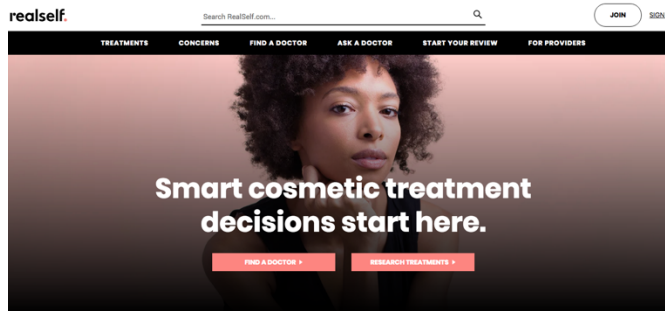 realself.
Search RealSelf.com...
JOIN
SIGN
TREATMENTS CONCERNS FIND A DOCTOR ASK A DOCTOR START YOUR REVIEW FOR PROVIDERS
Smart cosmetic treatment
decisions start here.
FIND A DOCTOR RESEARCH TREATMENTS